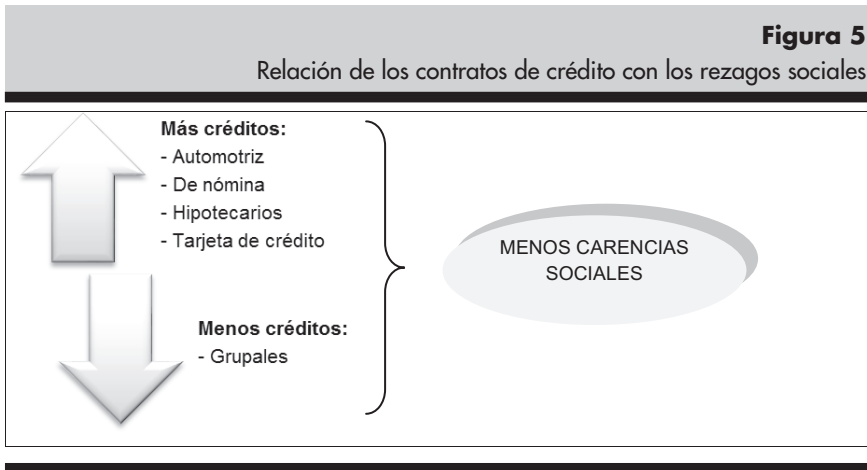 Figura 5
Relación de los contratos de crédito con los rezagos sociales
Más créditos:
- Automotriz
- De nómina
- Hipotecarios
- Tarjeta de crédito
Menos créditos:
- Grupales
MENOS CARENCIAS
SOCIALES